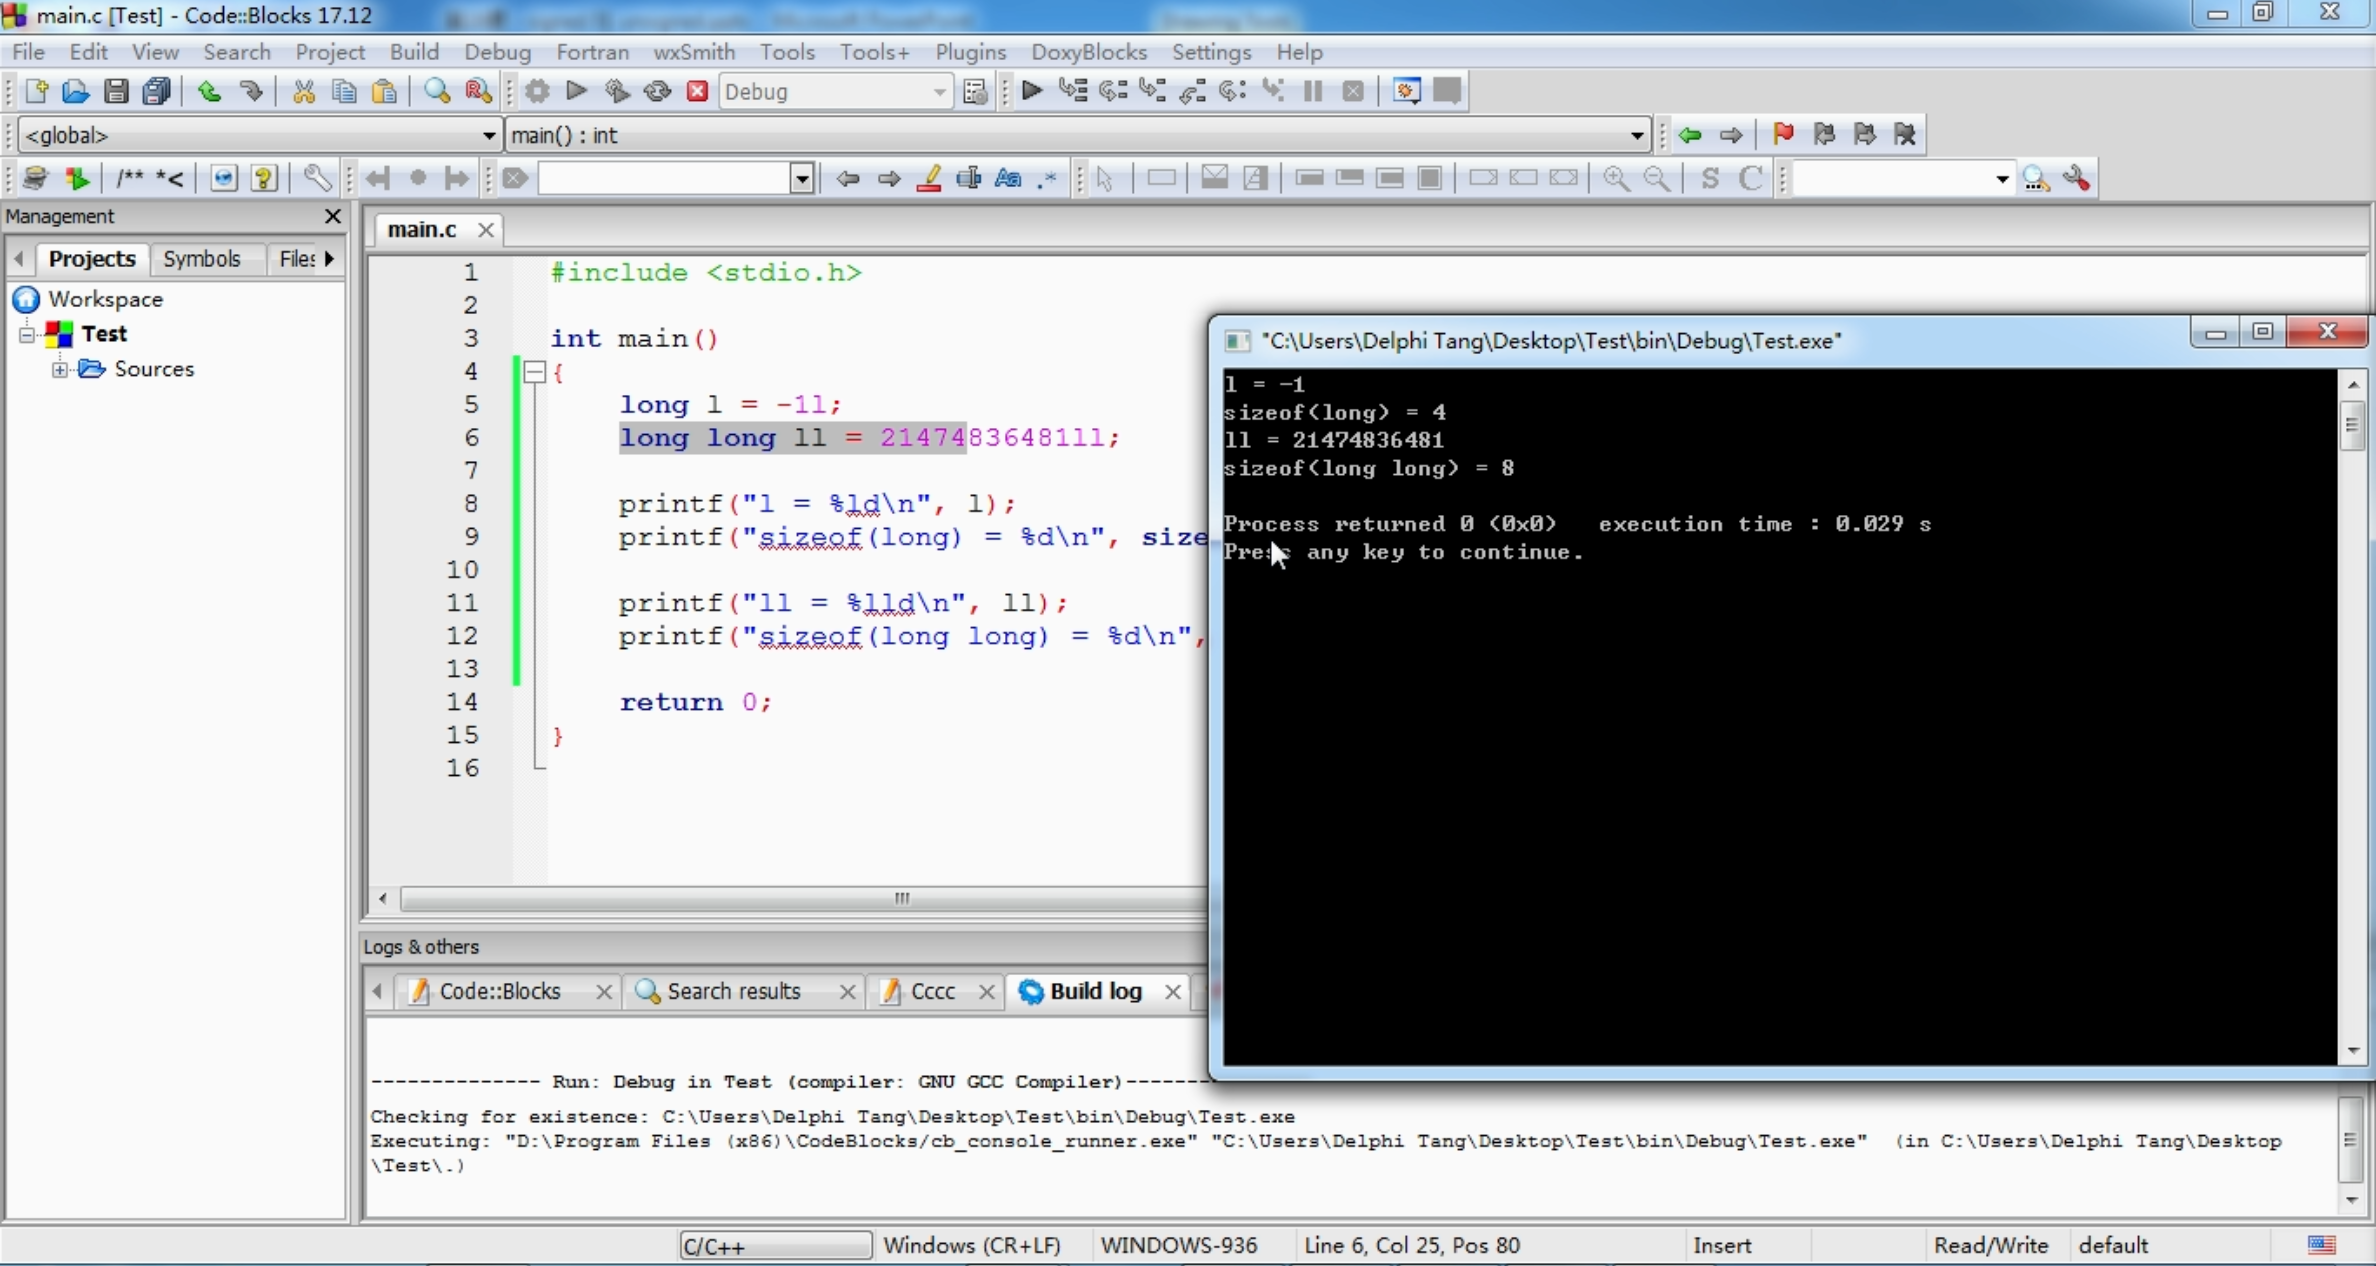 main.c [Test] - Code::Blocks 17.12
File Edit View Search Project Build Debug Fortran wxSmith Tools Tools+ Plugins DoxyBlocks Settings Help
Debug
<global> main() : int
/** *<
S C
Management
main.c
Projects Symbols Files
Workspace
Test
Sources
1 #include <stdio.h>
2
3 int main()
4 {
5 long l = -1l;
6 long long ll = 21474836481ll;
7
8 printf("l = %ld\n", l);
9 printf("sizeof(long) = %d\n", size
10
11 printf("ll = %lld\n", ll);
12 printf("sizeof(long long) = %d\n",
13
14 return 0;
15 }
16
"C:\Users\Delphi Tang\Desktop\Test\bin\Debug\Test.exe"
l = -1
sizeof(long) = 4
ll = 21474836481
sizeof(long long) = 8
Process returned 0 (0x0) execution time : 0.029 s
Press any key to continue.
Logs & others
Code::Blocks Search results Cccc Build log
-------------- Run: Debug in Test (compiler: GNU GCC Compiler)-------
Checking for existence: C:\Users\Delphi Tang\Desktop\Test\bin\Debug\Test.exe
Executing: "D:\Program Files (x86)\CodeBlocks/cb_console_runner.exe" "C:\Users\Delphi Tang\Desktop\Test\bin\Debug\Test.exe" (in C:\Users\Delphi Tang\Desktop
\Test\.)
C/C++ Windows (CR+LF) WINDOWS-936 Line 6, Col 25, Pos 80 Insert Read/Write default